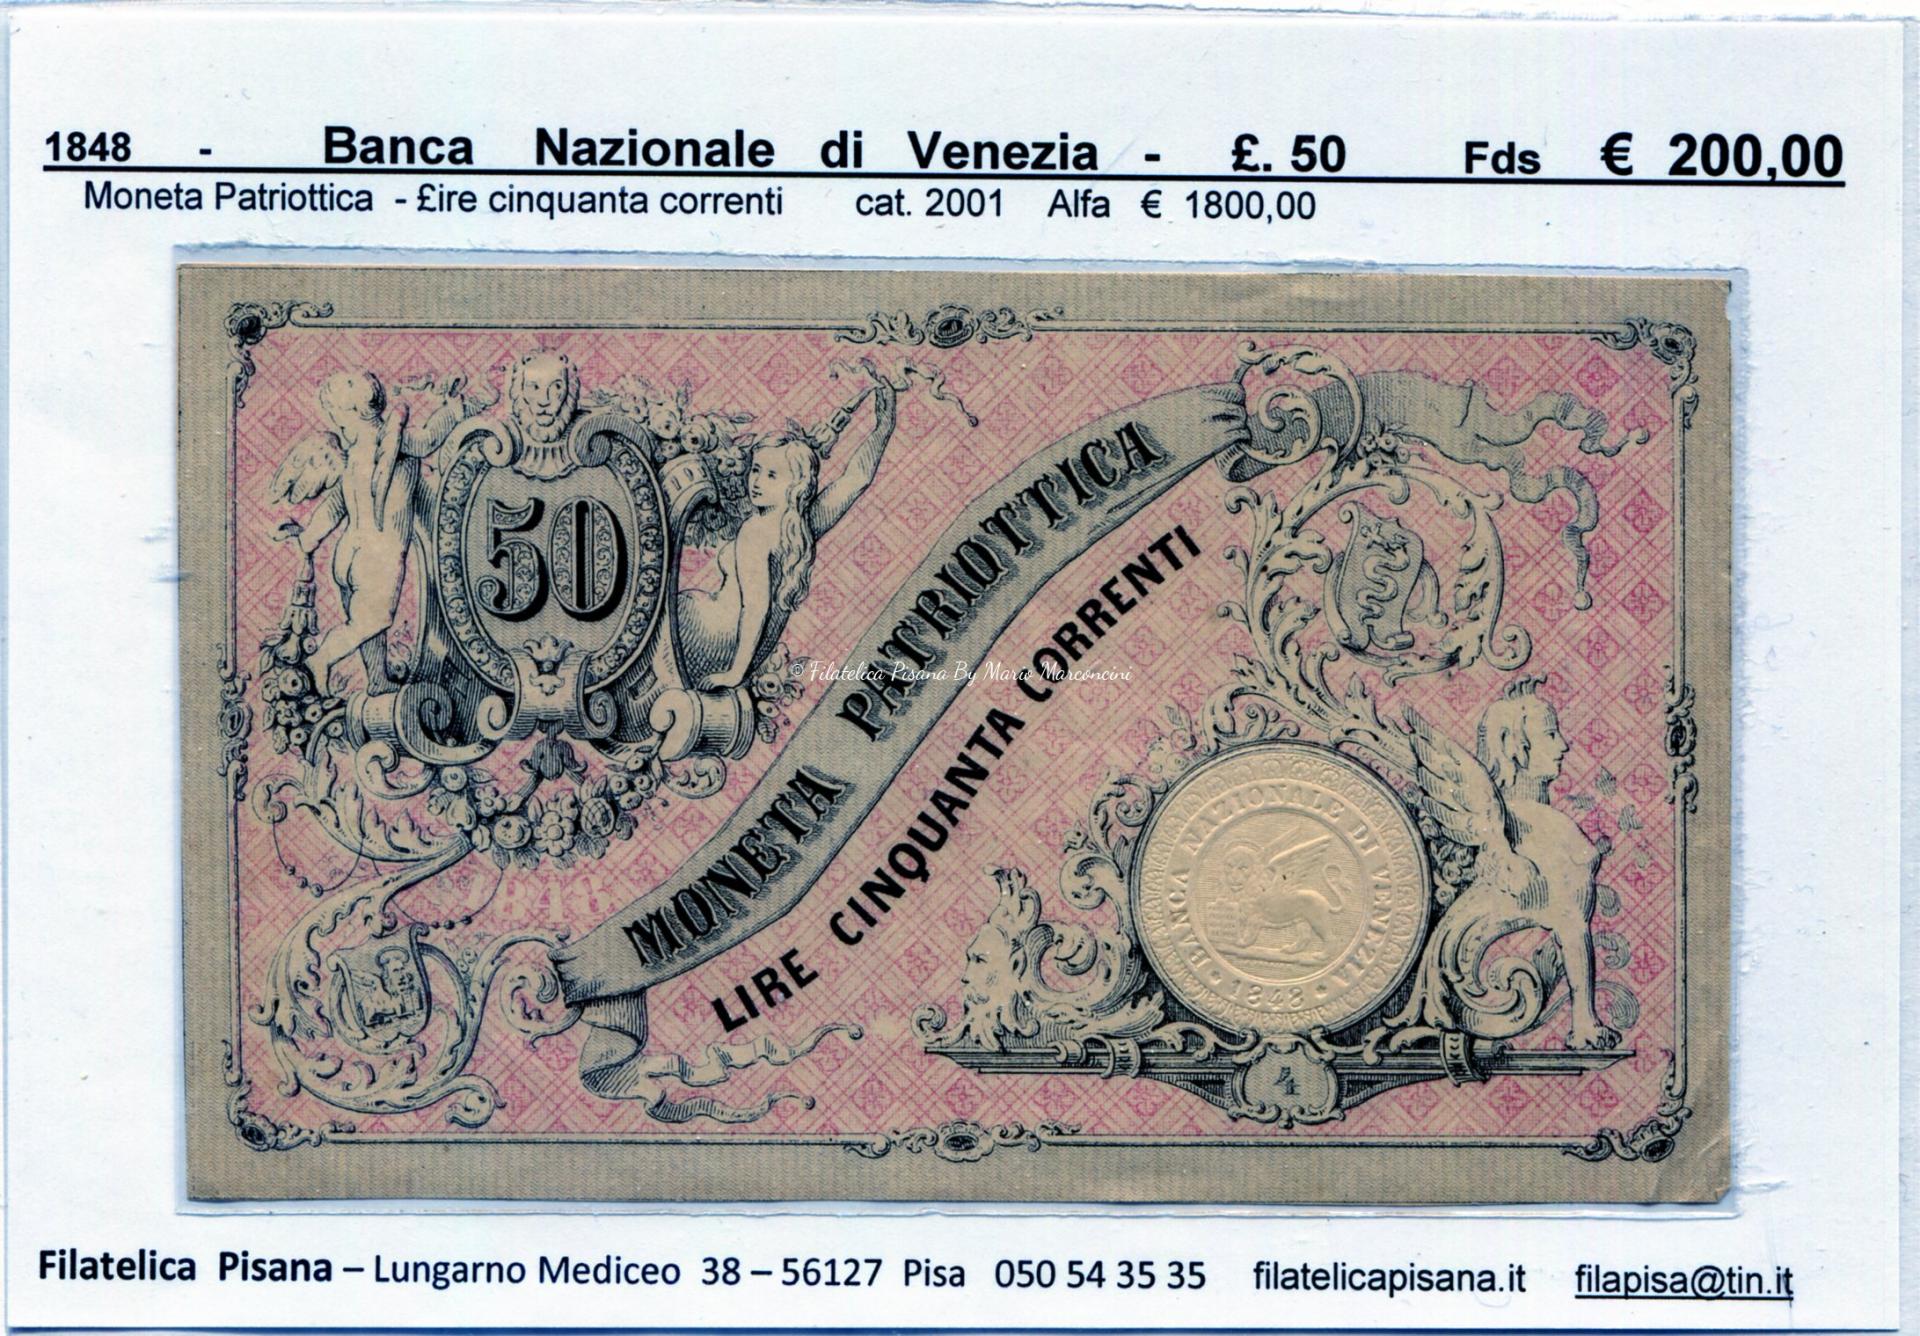 1848 - Banca Nazionale di Venezia - £. 50 Fds € 200,00
Moneta Patriottica - £ire cinquanta correnti cat. 2001 Alfa € 1800,00
50
MONETA PATRIOTTICA
LIRE CINQUANTA CORRENTI
© Filatelica Pisana By Mario Marconcini
1848
BANCA NAZIONALE DI VENEZIA
• 1848 •
Filatelica Pisana – Lungarno Mediceo 38 – 56127 Pisa 050 54 35 35 filatelicapisana.it filapisa@tin.it